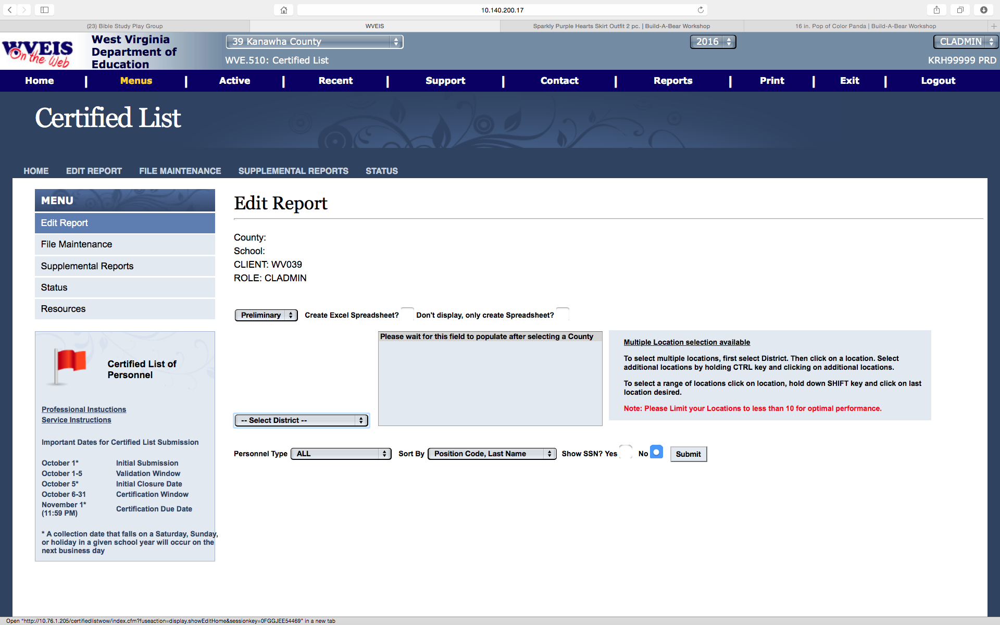 10.140.200.17
(23) Bible Study Play Group
WVEIS
Sparkly Purple Hearts Skirt Outfit 2 pc. | Build-A-Bear Workshop
16 in. Pop of Color Panda | Build-A-Bear Workshop
WVEIS
On the Web
West Virginia
Department of
Education
39 Kanawha County
2016
CLADMIN
WVE.510: Certified List
KRH99999 PRD
Home | Menus | Active | Recent | Support | Contact | Reports | Print | Exit | Logout
Certified List
HOME EDIT REPORT FILE MAINTENANCE SUPPLEMENTAL REPORTS STATUS
MENU
Edit Report
File Maintenance
Supplemental Reports
Status
Resources
Certified List of
Personnel
Professional Instuctions
Service Instructions
Important Dates for Certified List Submission
October 1* Initial Submission
October 1-5 Validation Window
October 5* Initial Closure Date
October 6-31 Certification Window
November 1*
(11:59 PM) Certification Due Date
* A collection date that falls on a Saturday, Sunday,
or holiday in a given school year will occur on the
next business day
Edit Report
County:
School:
CLIENT: WV039
ROLE: CLADMIN
Preliminary Create Excel Spreadsheet? Don't display, only create Spreadsheet?
Please wait for this field to populate after selecting a County
-- Select District --
Multiple Location selection available
To select multiple locations, first select District. Then click on a location. Select
additional locations by holding CTRL key and clicking on additional locations.
To select a range of locations click on location, hold down SHIFT key and click on last
location desired.
Note: Please Limit your Locations to less than 10 for optimal performance.
Personnel Type ALL Sort By Position Code, Last Name Show SSN? Yes No Submit
Open "http://10.76.1.205/certifiedlistwow/index.cfm?fuseaction=display.showEditHome&sessionkey=0FGGJEE54469" in a new tab